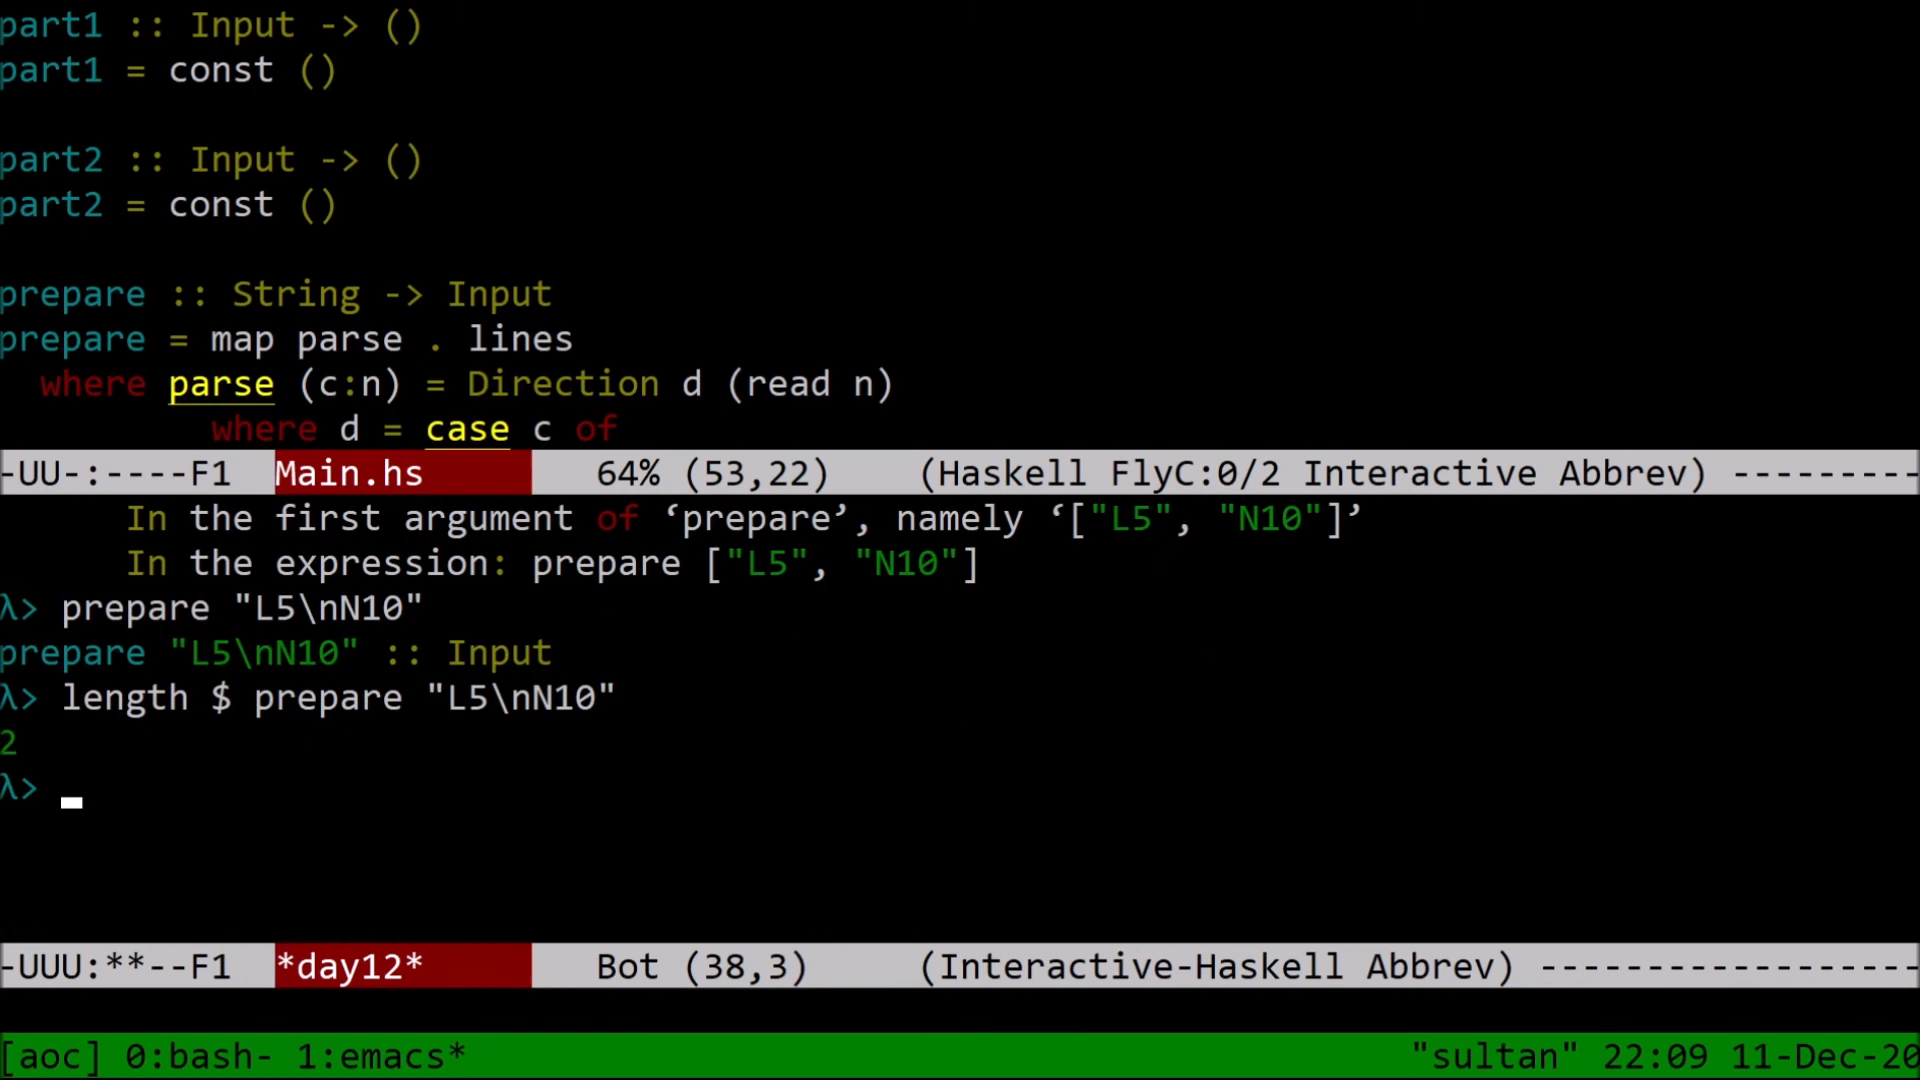 part1 :: Input -> ()
part1 = const ()
part2 :: Input -> ()
part2 = const ()
prepare :: String -> Input
prepare = map parse . lines
  where parse (c:n) = Direction d (read n)
          where d = case c of
-UU-:----F1  Main.hs        64% (53,22)    (Haskell FlyC:0/2 Interactive Abbrev) ---------
      In the first argument of ‘prepare’, namely ‘["L5", "N10"]’
      In the expression: prepare ["L5", "N10"]
λ> prepare "L5\nN10"
prepare "L5\nN10" :: Input
λ> length $ prepare "L5\nN10"
2
λ>
-UUU:**--F1  *day12*        Bot (38,3)     (Interactive-Haskell Abbrev) ------------------
[aoc] 0:bash- 1:emacs*                                            "sultan" 22:09 11-Dec-20